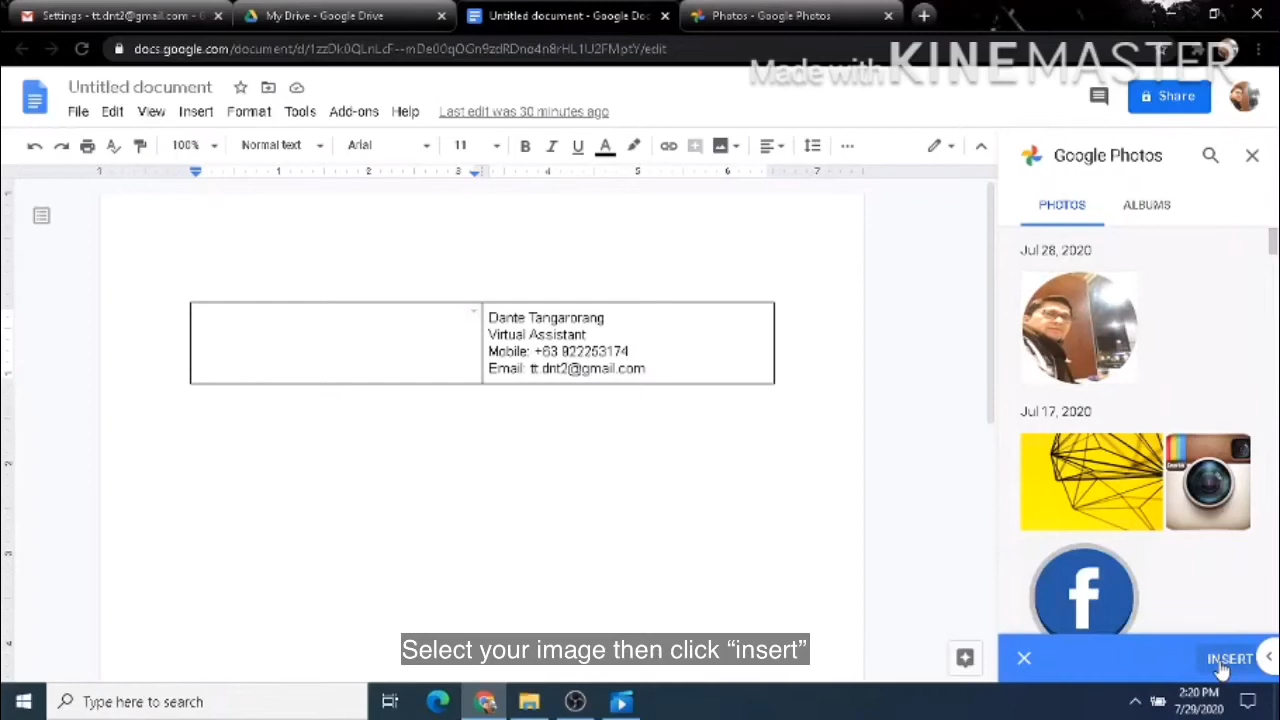 Settings - tt.dnt2@gmail.com - G
My Drive - Google Drive
Untitled document - Google Doc
Photos - Google Photos
docs.google.com/document/d/1zzDk0QLnLcF--mDe00qOGn9zdRDno4n8rHL1U2FMptY/edit
Made with KINEMASTER
Untitled document
File Edit View Insert Format Tools Add-ons Help Last edit was 30 minutes ago
Share
100% Normal text Arial 11
Google Photos
PHOTOS ALBUMS
Jul 28, 2020
Dante Tangarorang
Virtual Assistant
Mobile: +63 922253174
Email: tt.dnt2@gmail.com
Jul 17, 2020
Select your image then click “insert”
INSERT
Type here to search
2:20 PM
7/29/2020